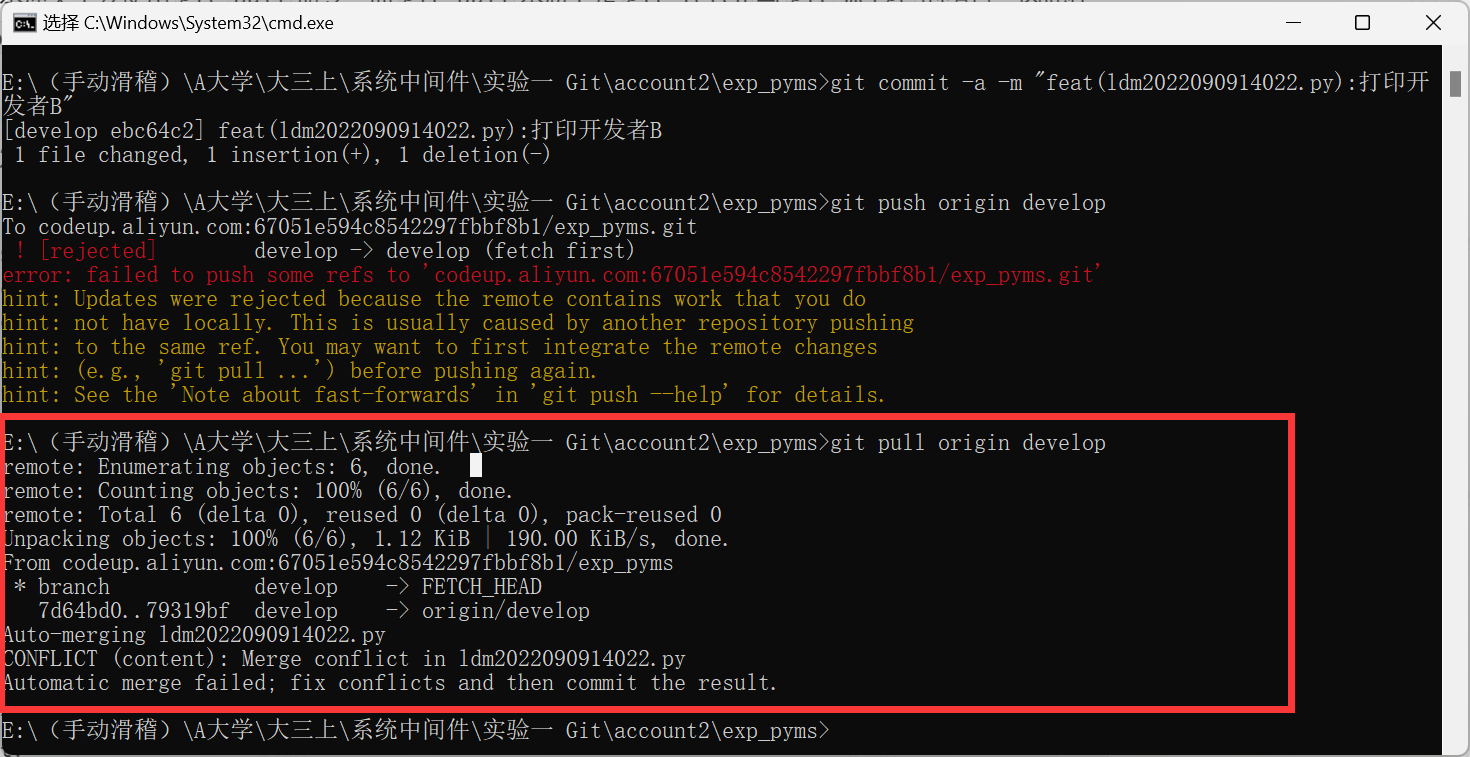 选择 C:\Windows\System32\cmd.exe
E:\（手动滑稽）\A大学\大三上\系统中间件\实验一 Git\account2\exp_pyms>git commit -a -m "feat(ldm2022090914022.py):打印开
发者B"
[develop ebc64c2] feat(ldm2022090914022.py):打印开发者B
 1 file changed, 1 insertion(+), 1 deletion(-)
E:\（手动滑稽）\A大学\大三上\系统中间件\实验一 Git\account2\exp_pyms>git push origin develop
To codeup.aliyun.com:67051e594c8542297fbbf8b1/exp_pyms.git
 ! [rejected]        develop -> develop (fetch first)
error: failed to push some refs to 'codeup.aliyun.com:67051e594c8542297fbbf8b1/exp_pyms.git'
hint: Updates were rejected because the remote contains work that you do
hint: not have locally. This is usually caused by another repository pushing
hint: to the same ref. You may want to first integrate the remote changes
hint: (e.g., 'git pull ...') before pushing again.
hint: See the 'Note about fast-forwards' in 'git push --help' for details.
E:\（手动滑稽）\A大学\大三上\系统中间件\实验一 Git\account2\exp_pyms>git pull origin develop
remote: Enumerating objects: 6, done.
remote: Counting objects: 100% (6/6), done.
remote: Total 6 (delta 0), reused 0 (delta 0), pack-reused 0
Unpacking objects: 100% (6/6), 1.12 KiB | 190.00 KiB/s, done.
From codeup.aliyun.com:67051e594c8542297fbbf8b1/exp_pyms
 * branch            develop    -> FETCH_HEAD
   7d64bd0..79319bf  develop    -> origin/develop
Auto-merging ldm2022090914022.py
CONFLICT (content): Merge conflict in ldm2022090914022.py
Automatic merge failed; fix conflicts and then commit the result.
E:\（手动滑稽）\A大学\大三上\系统中间件\实验一 Git\account2\exp_pyms>